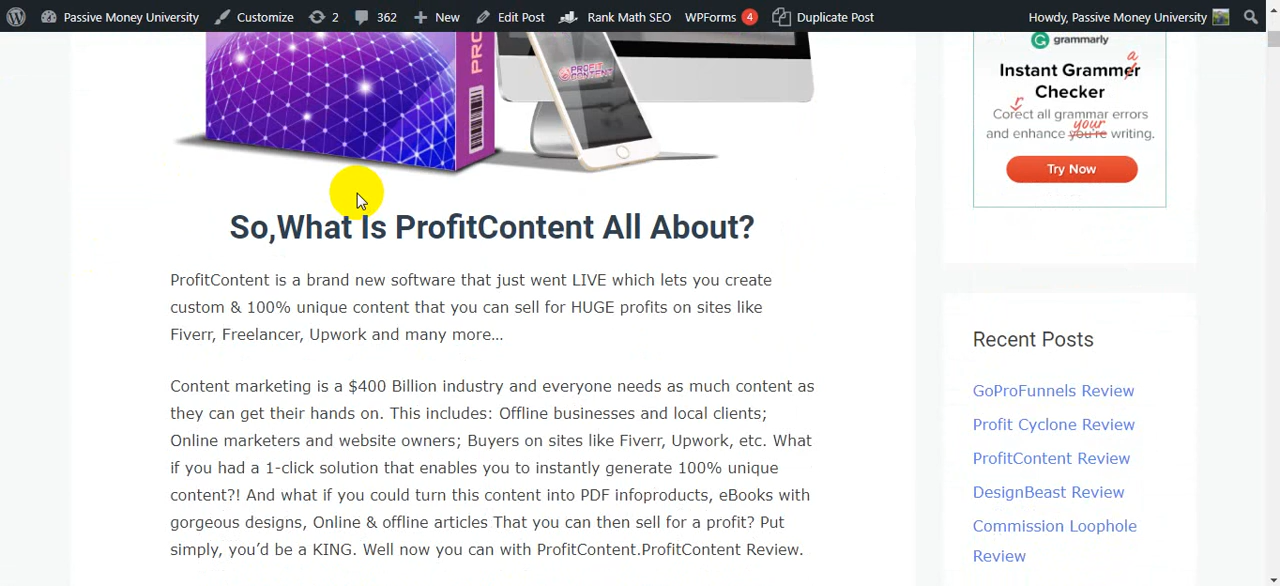 Passive Money University Customize 2 362 New Edit Post Rank Math SEO WPForms 4 Duplicate Post Howdy, Passive Money University
PRO
PROFIT CONTENT
grammarly
Instant Grammer
a
Checker
r
Corect all grammar errors
your
and enhance you're writing.
Try Now
So,What Is ProfitContent All About?
ProfitContent is a brand new software that just went LIVE which lets you create
custom & 100% unique content that you can sell for HUGE profits on sites like
Fiverr, Freelancer, Upwork and many more...
Content marketing is a $400 Billion industry and everyone needs as much content as
they can get their hands on. This includes: Offline businesses and local clients;
Online marketers and website owners; Buyers on sites like Fiverr, Upwork, etc. What
if you had a 1-click solution that enables you to instantly generate 100% unique
content?! And what if you could turn this content into PDF infoproducts, eBooks with
gorgeous designs, Online & offline articles That you can then sell for a profit? Put
simply, you'd be a KING. Well now you can with ProfitContent.ProfitContent Review.
Recent Posts
GoProFunnels Review
Profit Cyclone Review
ProfitContent Review
DesignBeast Review
Commission Loophole
Review